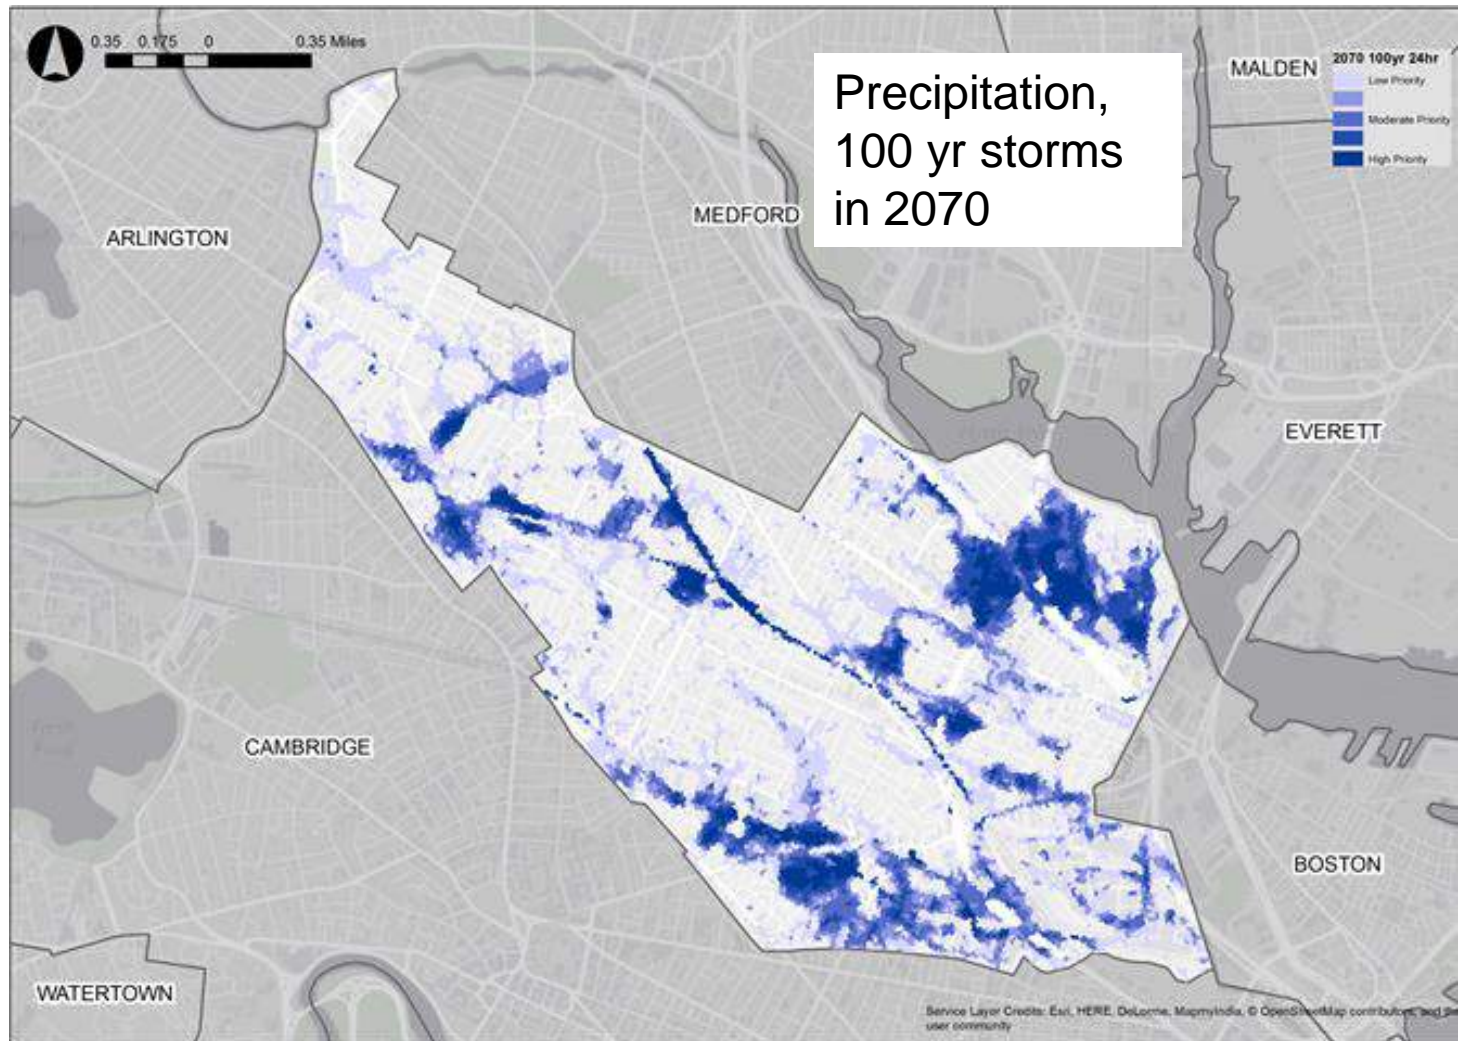 0.35 0.175 0 0.35 Miles
Precipitation,
100 yr storms
in 2070
MALDEN
2070 100yr 24hr
Low Priority
Moderate Priority
High Priority
MEDFORD
ARLINGTON
EVERETT
CAMBRIDGE
BOSTON
WATERTOWN
Service Layer Credits: Esri, HERE, DeLorme, MapmyIndia, © OpenStreetMap contributors, and the
user community